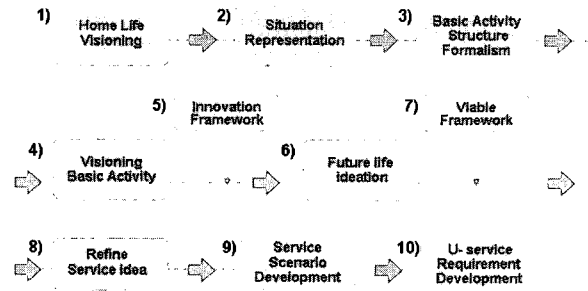 1) Home Life
Visioning
2) Situation
Representation
3) Basic Activity
Structure
Formalism
4) Visioning
Basic Activity
5) Innovation
Framework
6) Future life
ideation
7) Viable
Framework
8) Refine
Service Idea
9) Service
Scenario
Development
10) U- service
Requirement
Development